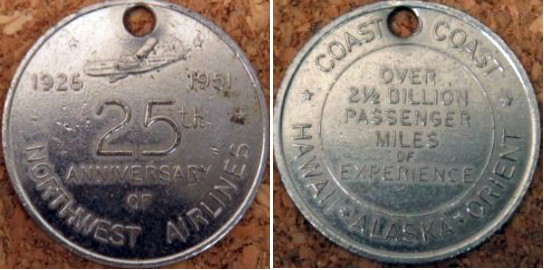 1926 1951
25th
ANNIVERSARY
OF
NORTHWEST AIRLINES
COAST COAST
OVER
2½ BILLION
PASSENGER
MILES
OF
EXPERIENCE
HAWAII · ALASKA · ORIENT